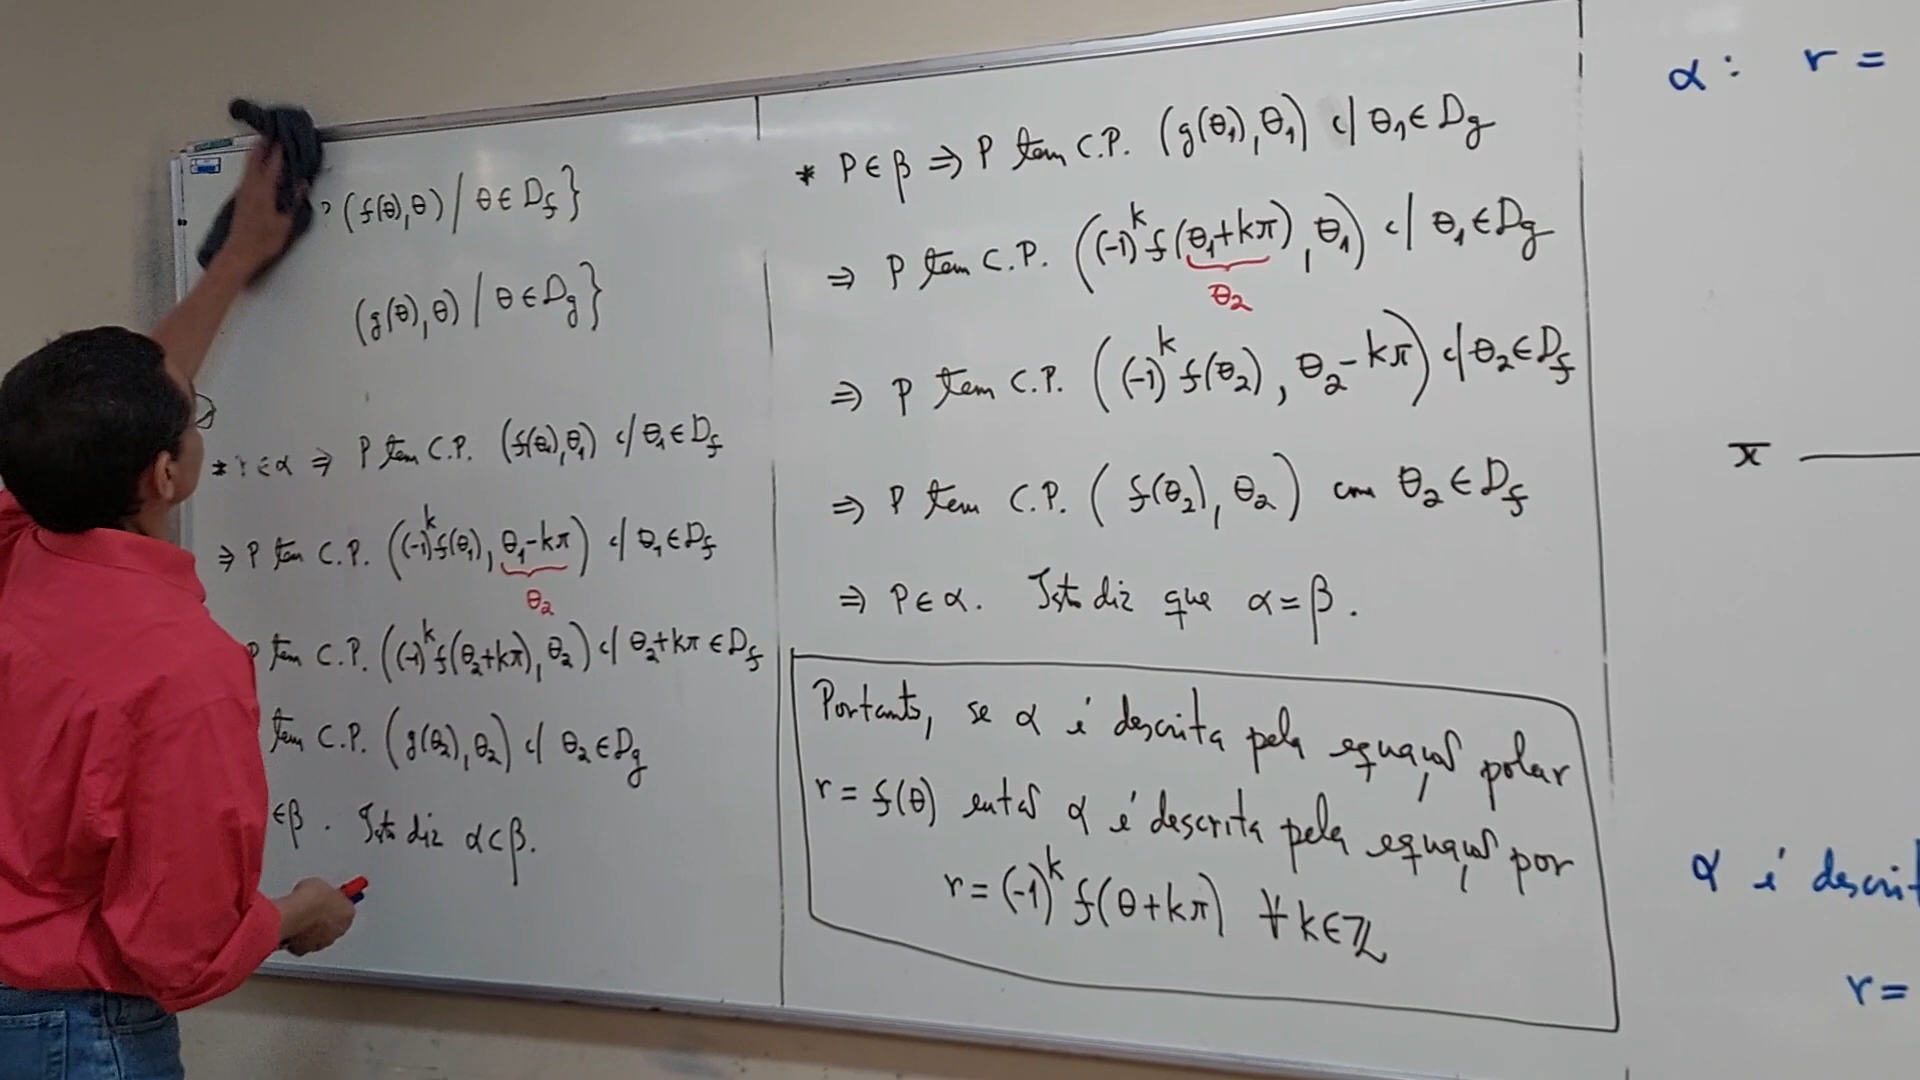 (f(θ),θ) / θ ∈ D_f}
(g(θ),θ) / θ ∈ D_g}
∈ α ⇒ P tem C.P. (f(θ₁),θ₁) c/ θ₁ ∈ D_f
⇒ P tem C.P. ((-1)^k f(θ₁), θ₁-kπ) c/ θ₁ ∈ D_f
θ₂
P tem C.P. ((-1)^k f(θ₂+kπ), θ₂) c/ θ₂+kπ ∈ D_f
tem C.P. (g(θ₂), θ₂) c/ θ₂ ∈ D_g
∈ β . Isto diz α ⊂ β.
* P ∈ β ⇒ P tem C.P. (g(θ₁), θ₁) c/ θ₁ ∈ D_g
⇒ P tem C.P. ((-1)^k f(θ₁+kπ), θ₁) c/ θ₁ ∈ D_g
θ₂
⇒ P tem C.P. ((-1)^k f(θ₂), θ₂-kπ) c/ θ₂ ∈ D_f
⇒ P tem C.P. (f(θ₂), θ₂) com θ₂ ∈ D_f
⇒ P ∈ α. Isto diz que α = β.
Portanto, se α é descrita pela equação polar
r = f(θ) então α é descrita pela equação por
r = (-1)^k f(θ+kπ) ∀ k ∈ ℤ
α : r =
π
α é descrit
r =